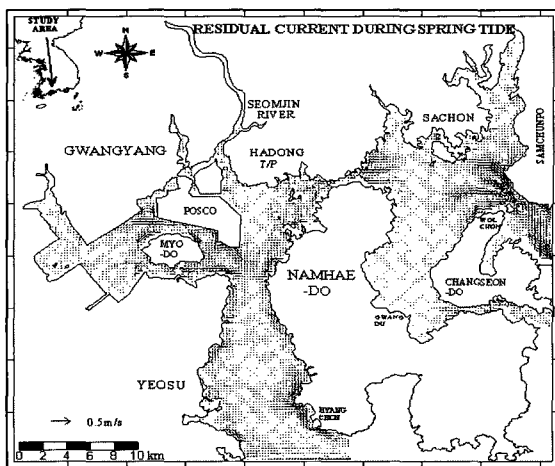 STUDY
AREA
N
W E
S
RESIDUAL CURRENT DURING SPRING TIDE
SEOMJIN
RIVER
SACHON
SAMCHUNPO
GWANGYANG
HADONG
T/P
POSCO
MYO
-DO
NAMHAE
-DO
CHANGSEON
-DO
YEOSU
0.5m/s
0 2 4 6 8 10 km